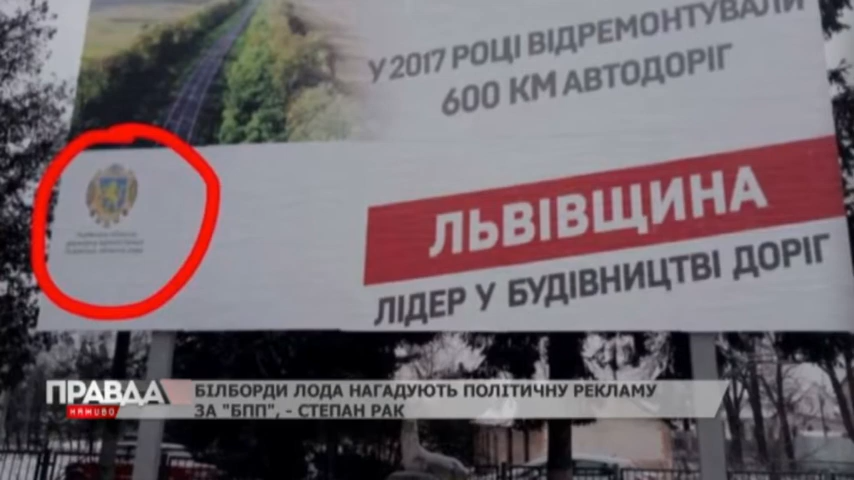 У 2017 РОЦІ ВІДРЕМОНТУВАЛИ
600 КМ АВТОДОРІГ
ЛЬВІВЩИНА
ЛІДЕР У БУДІВНИЦТВІ ДОРІГ
ПРАВДА
НАЖИВО
БІЛБОРДИ ЛОДА НАГАДУЮТЬ ПОЛІТИЧНУ РЕКЛАМУ
ЗА "БПП", - СТЕПАН РАК